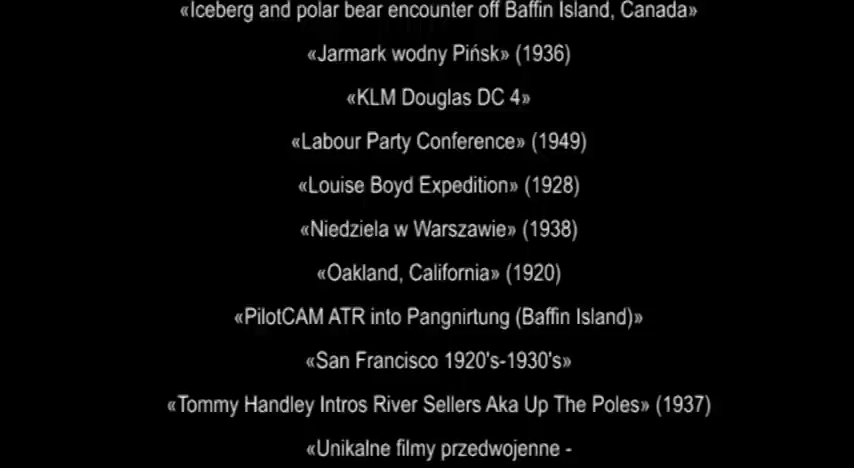 «Iceberg and polar bear encounter off Baffin Island, Canada»
«Jarmark wodny Pińsk» (1936)
«KLM Douglas DC 4»
«Labour Party Conference» (1949)
«Louise Boyd Expedition» (1928)
«Niedziela w Warszawie» (1938)
«Oakland, California» (1920)
«PilotCAM ATR into Pangnirtung (Baffin Island)»
«San Francisco 1920's-1930's»
«Tommy Handley Intros River Sellers Aka Up The Poles» (1937)
«Unikalne filmy przedwojenne -